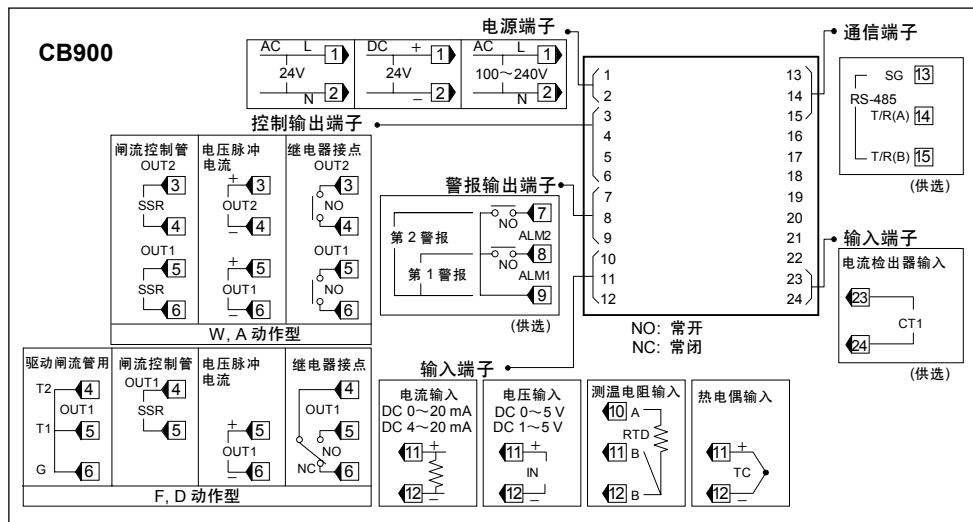 CB900
电源端子
AC L 1
24V
N 2
DC + 1
24V
– 2
AC L 1
100～240V
N 2
控制输出端子
闸流控制管
OUT2
3
SSR
4
OUT1
5
SSR
6
电压脉冲
电流
+ 3
OUT2
– 4
+ 5
OUT1
– 6
继电器接点
OUT2
3
NO
4
OUT1
5
NO
6
W, A 动作型
驱动闸流管用
T2 4
OUT1
T1 5
G 6
闸流控制管
OUT1 4
SSR
5
电压脉冲
电流
+ 5
OUT1
– 6
继电器接点
4
OUT1
5
NO
NC 6
F, D 动作型
警报输出端子
7
NO
第 2 警报 ALM2
8
NO
第 1 警报 ALM1
9
(供选)
1 13
2 14
3 15
4 16
5 17
6 18
7 19
8 20
9 21
10 22
11 23
12 24
NO: 常开
NC: 常闭
通信端子
SG 13
RS-485
T/R(A) 14
T/R(B) 15
(供选)
输入端子
电流检出器输入
23
CT1
24
(供选)
输入端子
电流输入
DC 0～20 mA
DC 4～20 mA
11 +
12 –
电压输入
DC 0～5 V
DC 1～5 V
11 +
IN
12 –
测温电阻输入
10 A
RTD
11 B
12 B
热电偶输入
11 +
TC
12 –